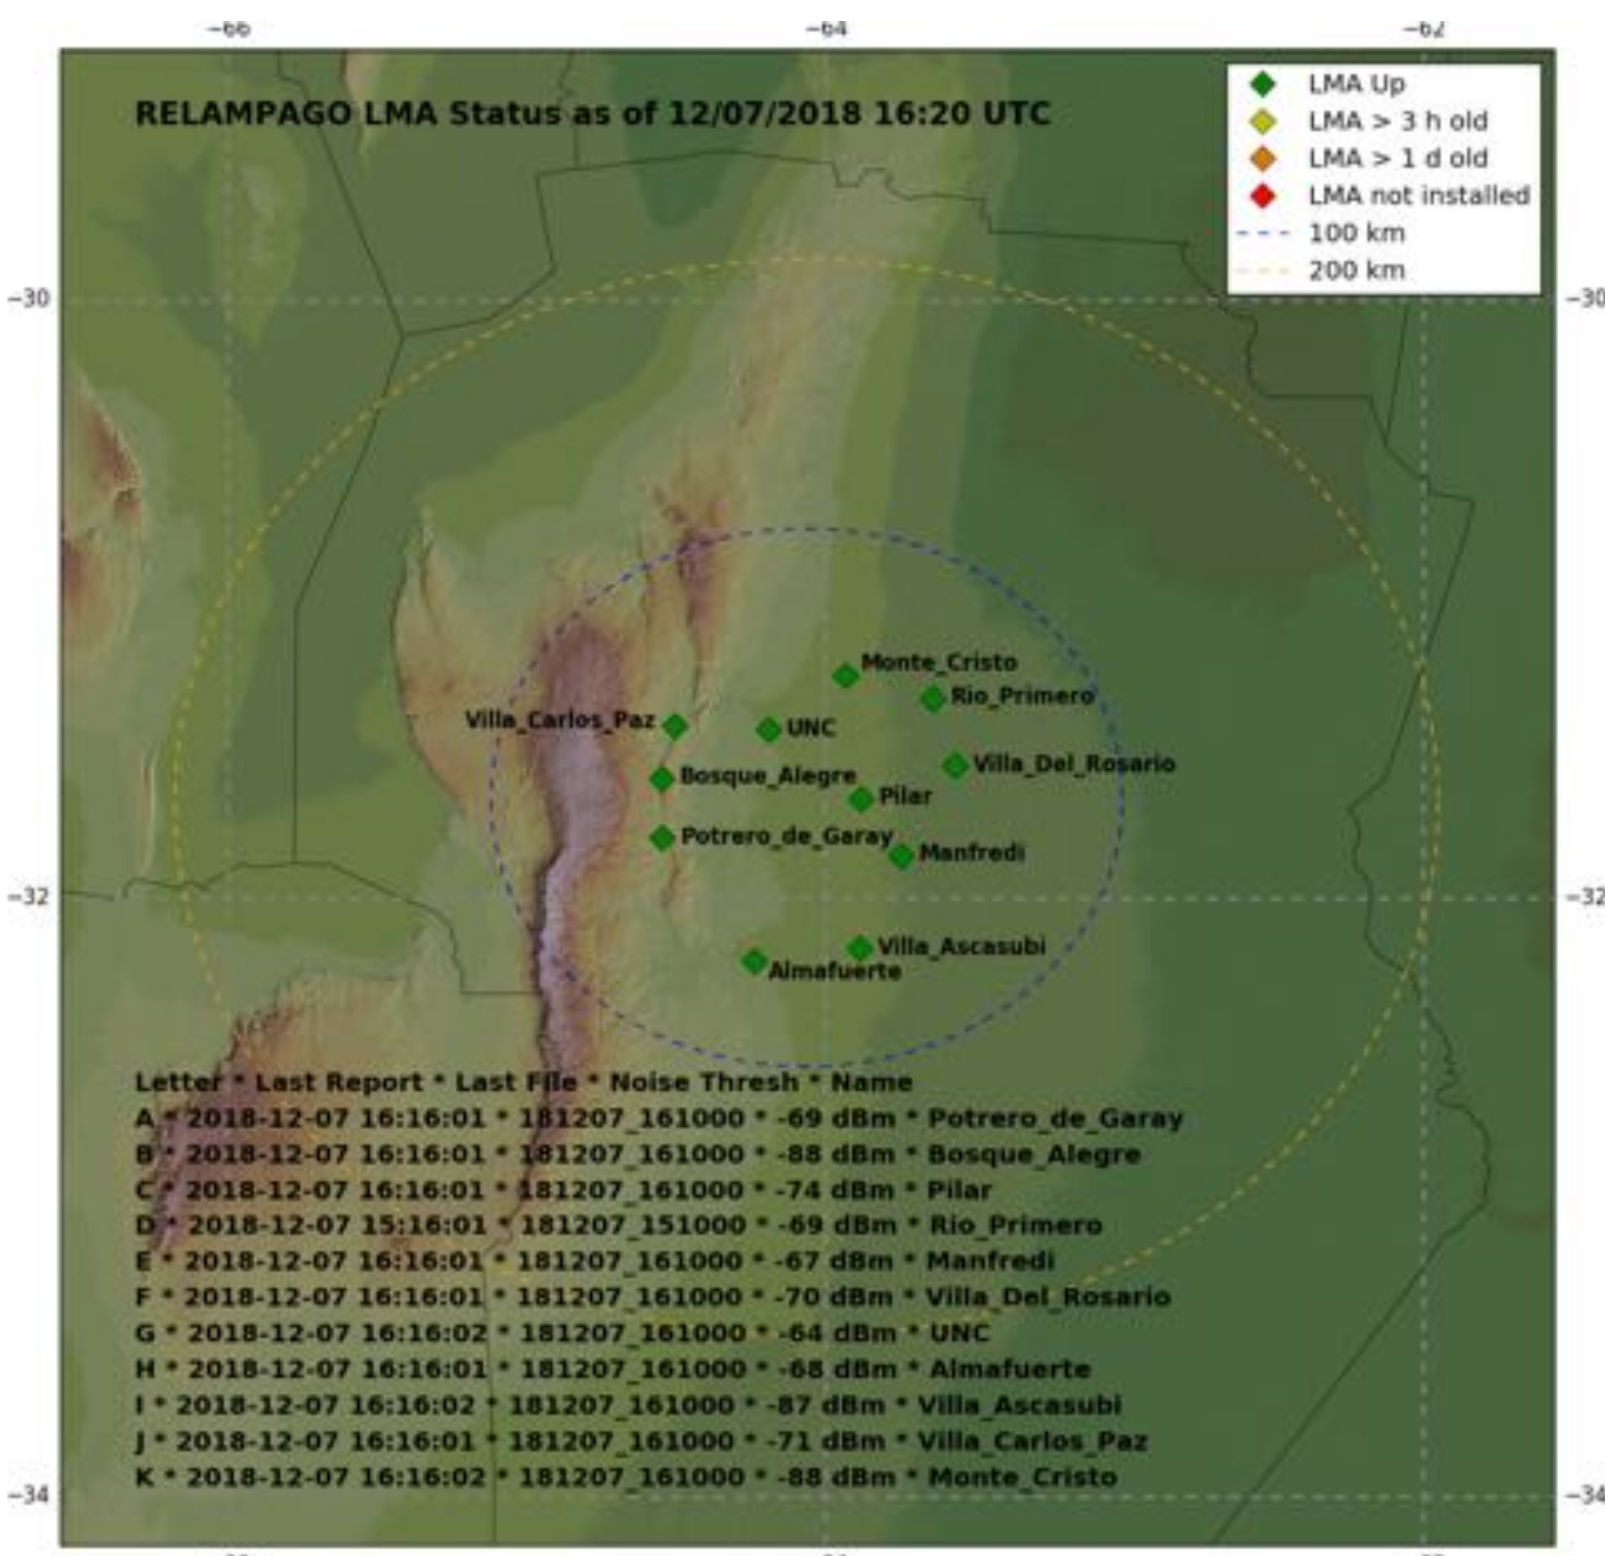 −66 −64 −62
RELAMPAGO LMA Status as of 12/07/2018 16:20 UTC
LMA Up
LMA > 3 h old
LMA > 1 d old
LMA not installed
100 km
200 km
−30 −30
Monte_Cristo
Rio_Primero
Villa_Carlos_Paz
UNC
Villa_Del_Rosario
Bosque_Alegre
Pilar
Potrero_de_Garay
Manfredi
−32 −32
Villa_Ascasubi
Almafuerte
Letter * Last Report * Last File * Noise Thresh * Name
A * 2018-12-07 16:16:01 * 181207_161000 * -69 dBm * Potrero_de_Garay
B * 2018-12-07 16:16:01 * 181207_161000 * -88 dBm * Bosque_Alegre
C * 2018-12-07 16:16:01 * 181207_161000 * -74 dBm * Pilar
D * 2018-12-07 15:16:01 * 181207_151000 * -69 dBm * Rio_Primero
E * 2018-12-07 16:16:01 * 181207_161000 * -67 dBm * Manfredi
F * 2018-12-07 16:16:01 * 181207_161000 * -70 dBm * Villa_Del_Rosario
G * 2018-12-07 16:16:02 * 181207_161000 * -64 dBm * UNC
H * 2018-12-07 16:16:01 * 181207_161000 * -68 dBm * Almafuerte
I * 2018-12-07 16:16:02 * 181207_161000 * -87 dBm * Villa_Ascasubi
J * 2018-12-07 16:16:01 * 181207_161000 * -71 dBm * Villa_Carlos_Paz
K * 2018-12-07 16:16:02 * 181207_161000 * -88 dBm * Monte_Cristo
−34 −34